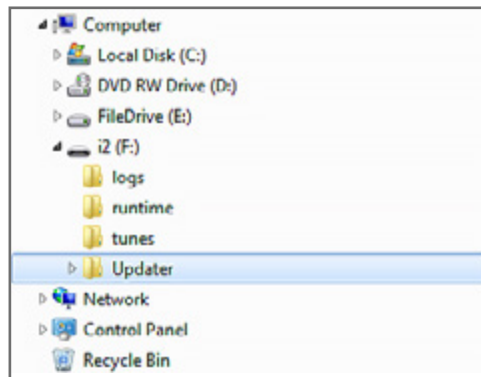 Computer
Local Disk (C:)
DVD RW Drive (D:)
FileDrive (E:)
i2 (F:)
logs
runtime
tunes
Updater
Network
Control Panel
Recycle Bin